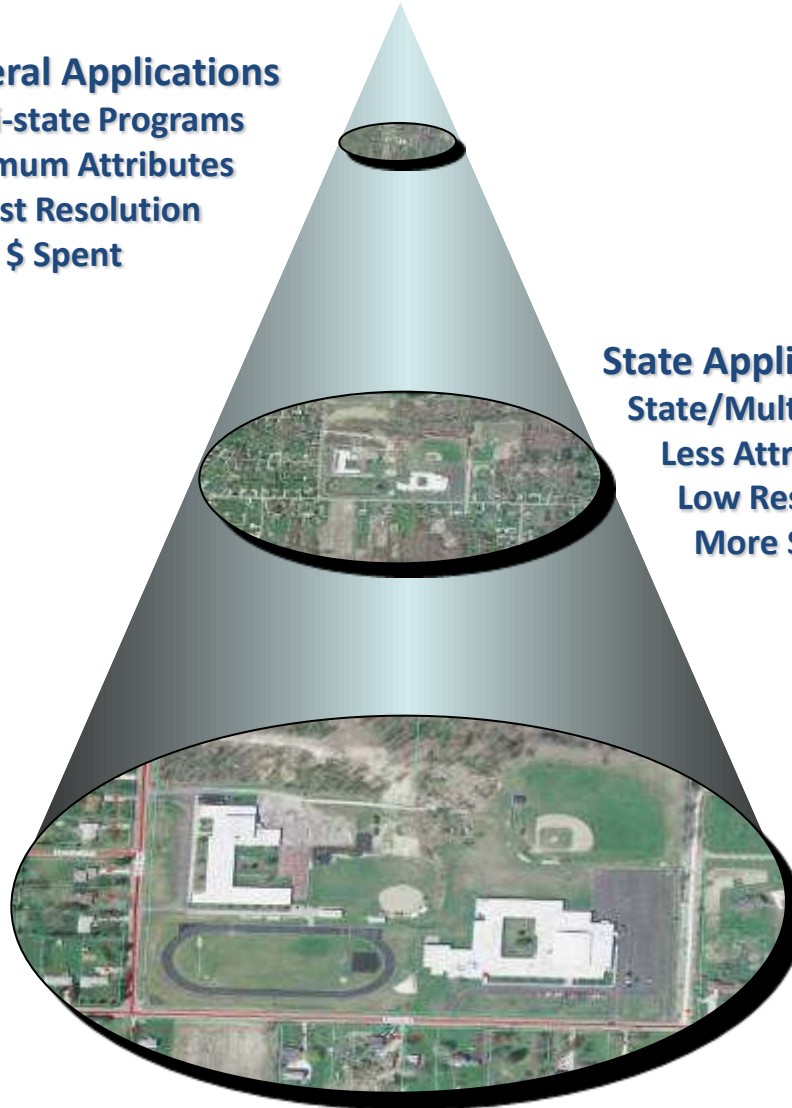 eral Applications
i-state Programs
mum Attributes
st Resolution
$ Spent
State Appli
State/Mult
Less Attr
Low Res
More $